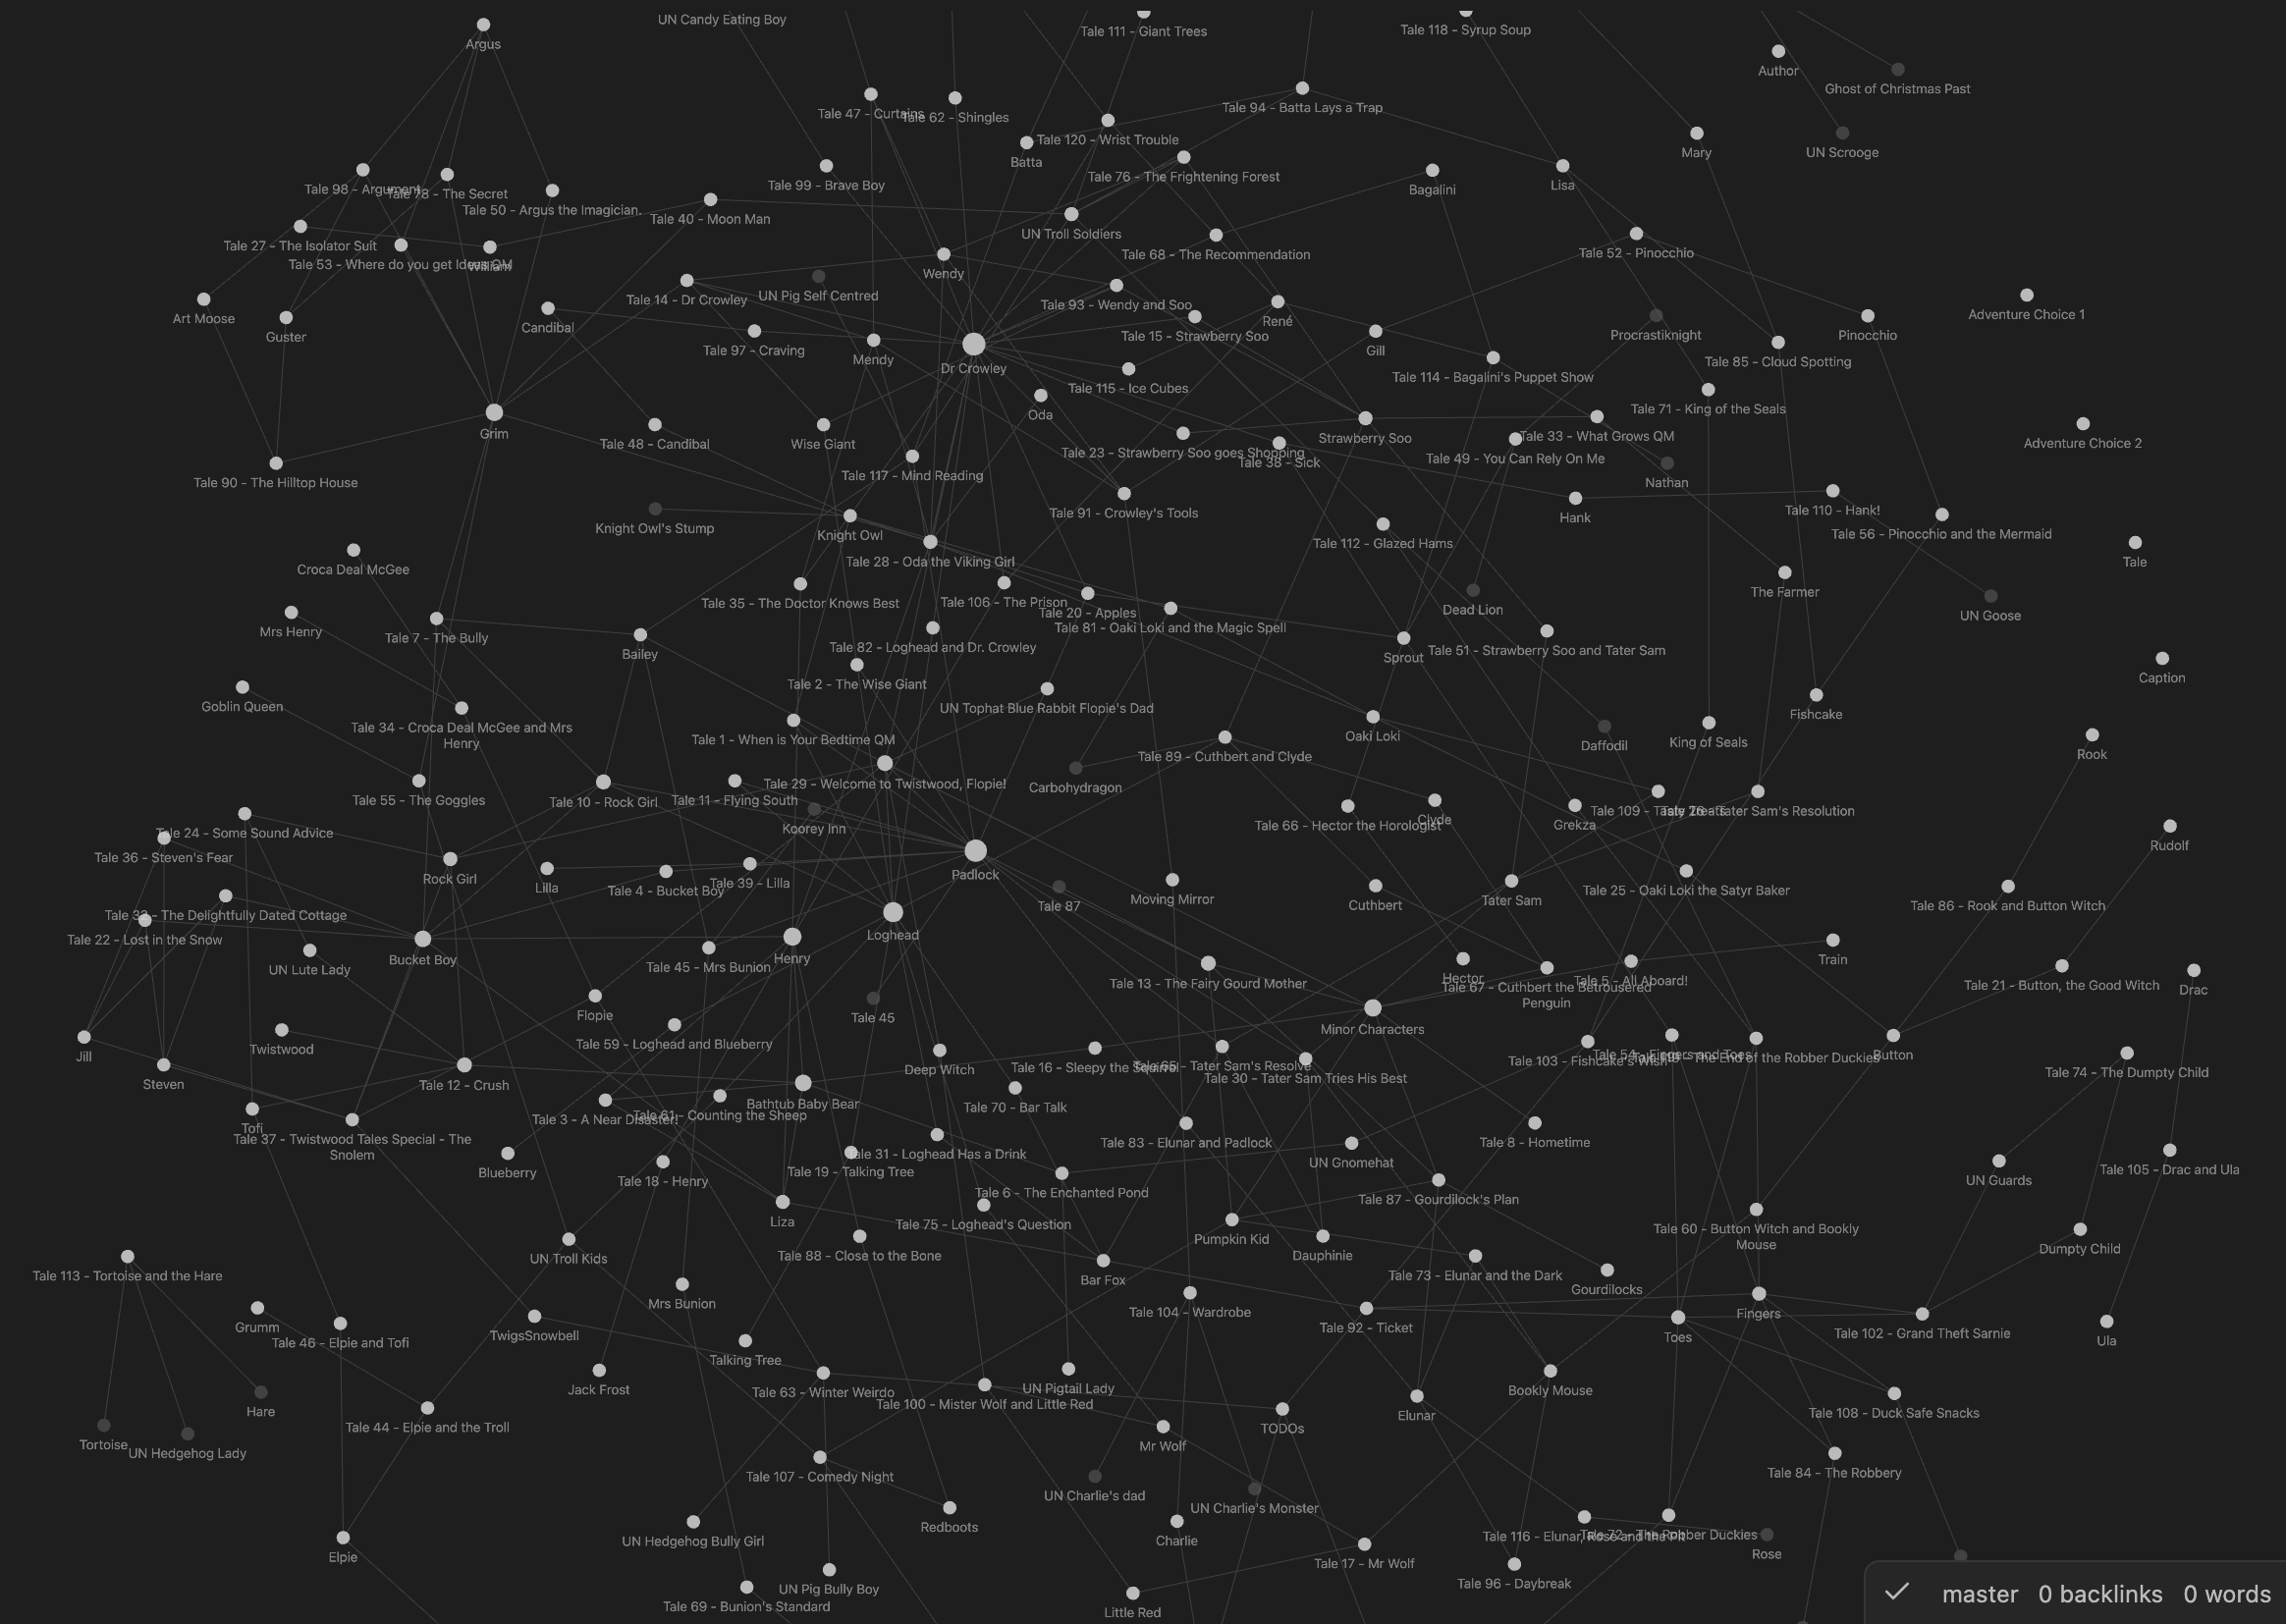 UN Candy Eating Boy
Tale 111 - Giant Trees
Tale 118 - Syrup Soup
Argus
Author
Ghost of Christmas Past
Tale 47 - Curtains
Tale 62 - Shingles
Tale 94 - Batta Lays a Trap
Tale 120 - Wrist Trouble
Batta
Mary
UN Scrooge
Tale 99 - Brave Boy
Tale 76 - The Frightening Forest
Bagalini
Lisa
Tale 98 - Argument
Tale 78 - The Secret
Tale 50 - Argus the Imagician.
Tale 40 - Moon Man
UN Troll Soldiers
Tale 27 - The Isolator Suit
Tale 68 - The Recommendation
Tale 52 - Pinocchio
Tale 53 - Where do you get Ideas QM
William
Wendy
Tale 14 - Dr Crowley
UN Pig Self Centred
Tale 93 - Wendy and Soo
Art Moose
Guster
Candibal
René
Adventure Choice 1
Tale 97 - Craving
Mendy
Dr Crowley
Tale 15 - Strawberry Soo
Gill
Procrastiknight
Pinocchio
Tale 85 - Cloud Spotting
Tale 115 - Ice Cubes
Tale 114 - Bagalini's Puppet Show
Oda
Tale 71 - King of the Seals
Grim
Tale 48 - Candibal
Wise Giant
Strawberry Soo
Tale 33 - What Grows QM
Adventure Choice 2
Tale 23 - Strawberry Soo goes Shopping
Tale 38 - Sick
Tale 49 - You Can Rely On Me
Tale 90 - The Hilltop House
Tale 117 - Mind Reading
Nathan
Knight Owl's Stump
Knight Owl
Tale 91 - Crowley's Tools
Hank
Tale 110 - Hank!
Tale 112 - Glazed Hams
Tale 56 - Pinocchio and the Mermaid
Croca Deal McGee
Tale 28 - Oda the Viking Girl
Tale
Tale 35 - The Doctor Knows Best
Tale 106 - The Prison
Tale 20 - Apples
Dead Lion
The Farmer
UN Goose
Mrs Henry
Tale 7 - The Bully
Bailey
Tale 82 - Loghead and Dr. Crowley
Tale 81 - Oaki Loki and the Magic Spell
Sprout
Tale 51 - Strawberry Soo and Tater Sam
Tale 2 - The Wise Giant
Caption
Goblin Queen
UN Tophat Blue Rabbit Flopie's Dad
Fishcake
Tale 34 - Croca Deal McGee and Mrs
Henry
Tale 1 - When is Your Bedtime QM
Oaki Loki
Daffodil
King of Seals
Tale 89 - Cuthbert and Clyde
Rook
Tale 29 - Welcome to Twistwood, Flopie!
Carbohydragon
Tale 55 - The Goggles
Tale 10 - Rock Girl
Tale 11 - Flying South
Koorey Inn
Tale 66 - Hector the Horologist
Clyde
Grekza
Tale 109 - Tasty Treats
Tale 26 - Tater Sam's Resolution
Tale 24 - Some Sound Advice
Tale 36 - Steven's Fear
Rudolf
Rock Girl
Lilla
Tale 4 - Bucket Boy
Tale 39 - Lilla
Padlock
Tale 87
Moving Mirror
Cuthbert
Tater Sam
Tale 25 - Oaki Loki the Satyr Baker
Tale 86 - Rook and Button Witch
Tale 32 - The Delightfully Dated Cottage
Tale 22 - Lost in the Snow
UN Lute Lady
Bucket Boy
Tale 45 - Mrs Bunion
Loghead
Henry
Tale 13 - The Fairy Gourd Mother
Hector
Tale 67 - Cuthbert the Betrousered
Penguin
Tale 5 - All Aboard!
Train
Tale 21 - Button, the Good Witch
Drac
Flopie
Tale 45
Minor Characters
Jill
Twistwood
Tale 59 - Loghead and Blueberry
Steven
Tale 12 - Crush
Deep Witch
Tale 16 - Sleepy the Squirrel
Tale 65 - Tater Sam's Resolve
Tale 30 - Tater Sam Tries His Best
Tale 103 - Fishcake's Wish
Tale 54 - Fingers and Toes
The End of the Robber Duckies
Button
Tale 74 - The Dumpty Child
Tofi
Tale 3 - A Near Disaster!
Tale 61 - Counting the Sheep
Bathtub Baby Bear
Tale 70 - Bar Talk
Tale 37 - Twistwood Tales Special - The
Snolem
Blueberry
Tale 18 - Henry
Tale 19 - Talking Tree
Tale 31 - Loghead Has a Drink
Tale 83 - Elunar and Padlock
UN Gnomehat
Tale 8 - Hometime
UN Guards
Tale 105 - Drac and Ula
Tale 6 - The Enchanted Pond
Tale 87 - Gourdilock's Plan
Liza
Tale 75 - Loghead's Question
Tale 60 - Button Witch and Bookly
Mouse
Tale 113 - Tortoise and the Hare
UN Troll Kids
Tale 88 - Close to the Bone
Bar Fox
Pumpkin Kid
Dauphinie
Tale 73 - Elunar and the Dark
Gourdilocks
Dumpty Child
Mrs Bunion
Tale 104 - Wardrobe
Grumm
Tale 46 - Elpie and Tofi
TwigsSnowbell
Tale 92 - Ticket
Toes
Fingers
Tale 102 - Grand Theft Sarnie
Ula
Talking Tree
Jack Frost
Tale 63 - Winter Weirdo
UN Pigtail Lady
Tale 100 - Mister Wolf and Little Red
Bookly Mouse
Hare
Tale 44 - Elpie and the Troll
Mr Wolf
TODOs
Elunar
Tale 108 - Duck Safe Snacks
Tortoise
UN Hedgehog Lady
Tale 107 - Comedy Night
UN Charlie's dad
UN Charlie's Monster
Tale 84 - The Robbery
Redboots
UN Hedgehog Bully Girl
Charlie
Tale 116 - Elunar, Rose and the Pit
Tale 72 - The Robber Duckies
Rose
Elpie
UN Pig Bully Boy
Tale 17 - Mr Wolf
Tale 96 - Daybreak
Tale 69 - Bunion's Standard
Little Red
master 0 backlinks 0 words